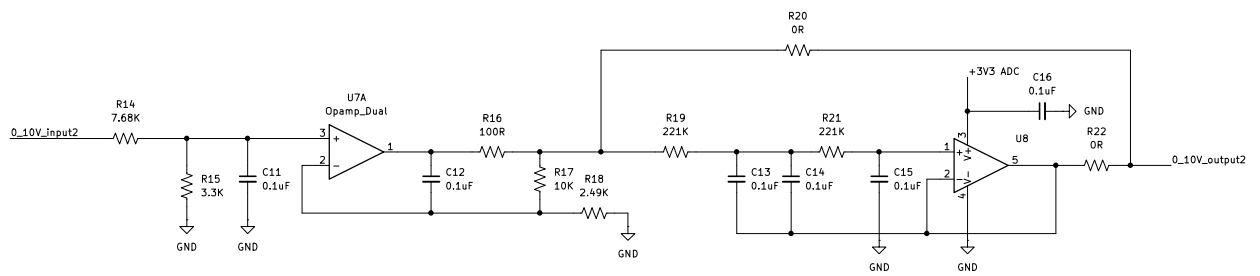 R20
0R
+3V3 ADC
C16
0.1uF
GND
U7A
Opamp_Dual
R14
7.68K
R16
100R
R19
221K
R21
221K
U8
R22
0R
0_10V_input2
3
+
2
-
1
1
+
2
-
3
V+
V-
4
5
0_10V_output2
R15
3.3K
C11
0.1uF
C12
0.1uF
R17
10K
R18
2.49K
C13
0.1uF
C14
0.1uF
C15
0.1uF
GND
GND
GND
GND
GND